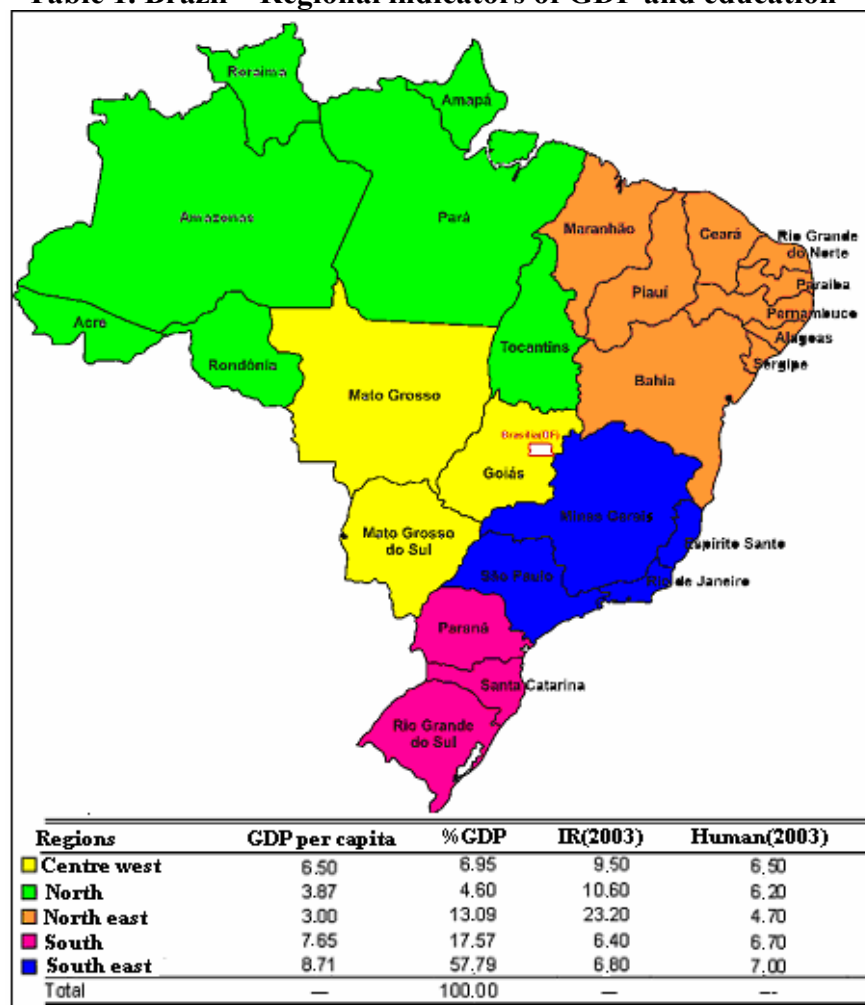 Table 1. Brazil – Regional indicators of GDP and education
Roraima
Amapá
Amazonas
Pará
Maranhão
Ceará
Rio Grande
do Norte
Paraiba
Piauí
Pernambuco
Acre
Alagoas
Rondônia
Tocantins
Sergipe
Mato Grosso
Bahia
Brasília(DF)
Goiás
Mato Grosso
do Sul
Minas Gerais
Espírito Santo
São Paulo
Rio de Janeiro
Paraná
Santa Catarina
Rio Grande
do Sul
Regions GDP per capita %GDP IR(2003) Human(2003)
Centre west 6.50 6.95 9.50 6.50
North 3.87 4.60 10.60 6.20
North east 3.00 13.09 23.20 4.70
South 7.65 17.57 6.40 6.70
South east 8.71 57.79 6.80 7.00
Total — 100.00 — ---